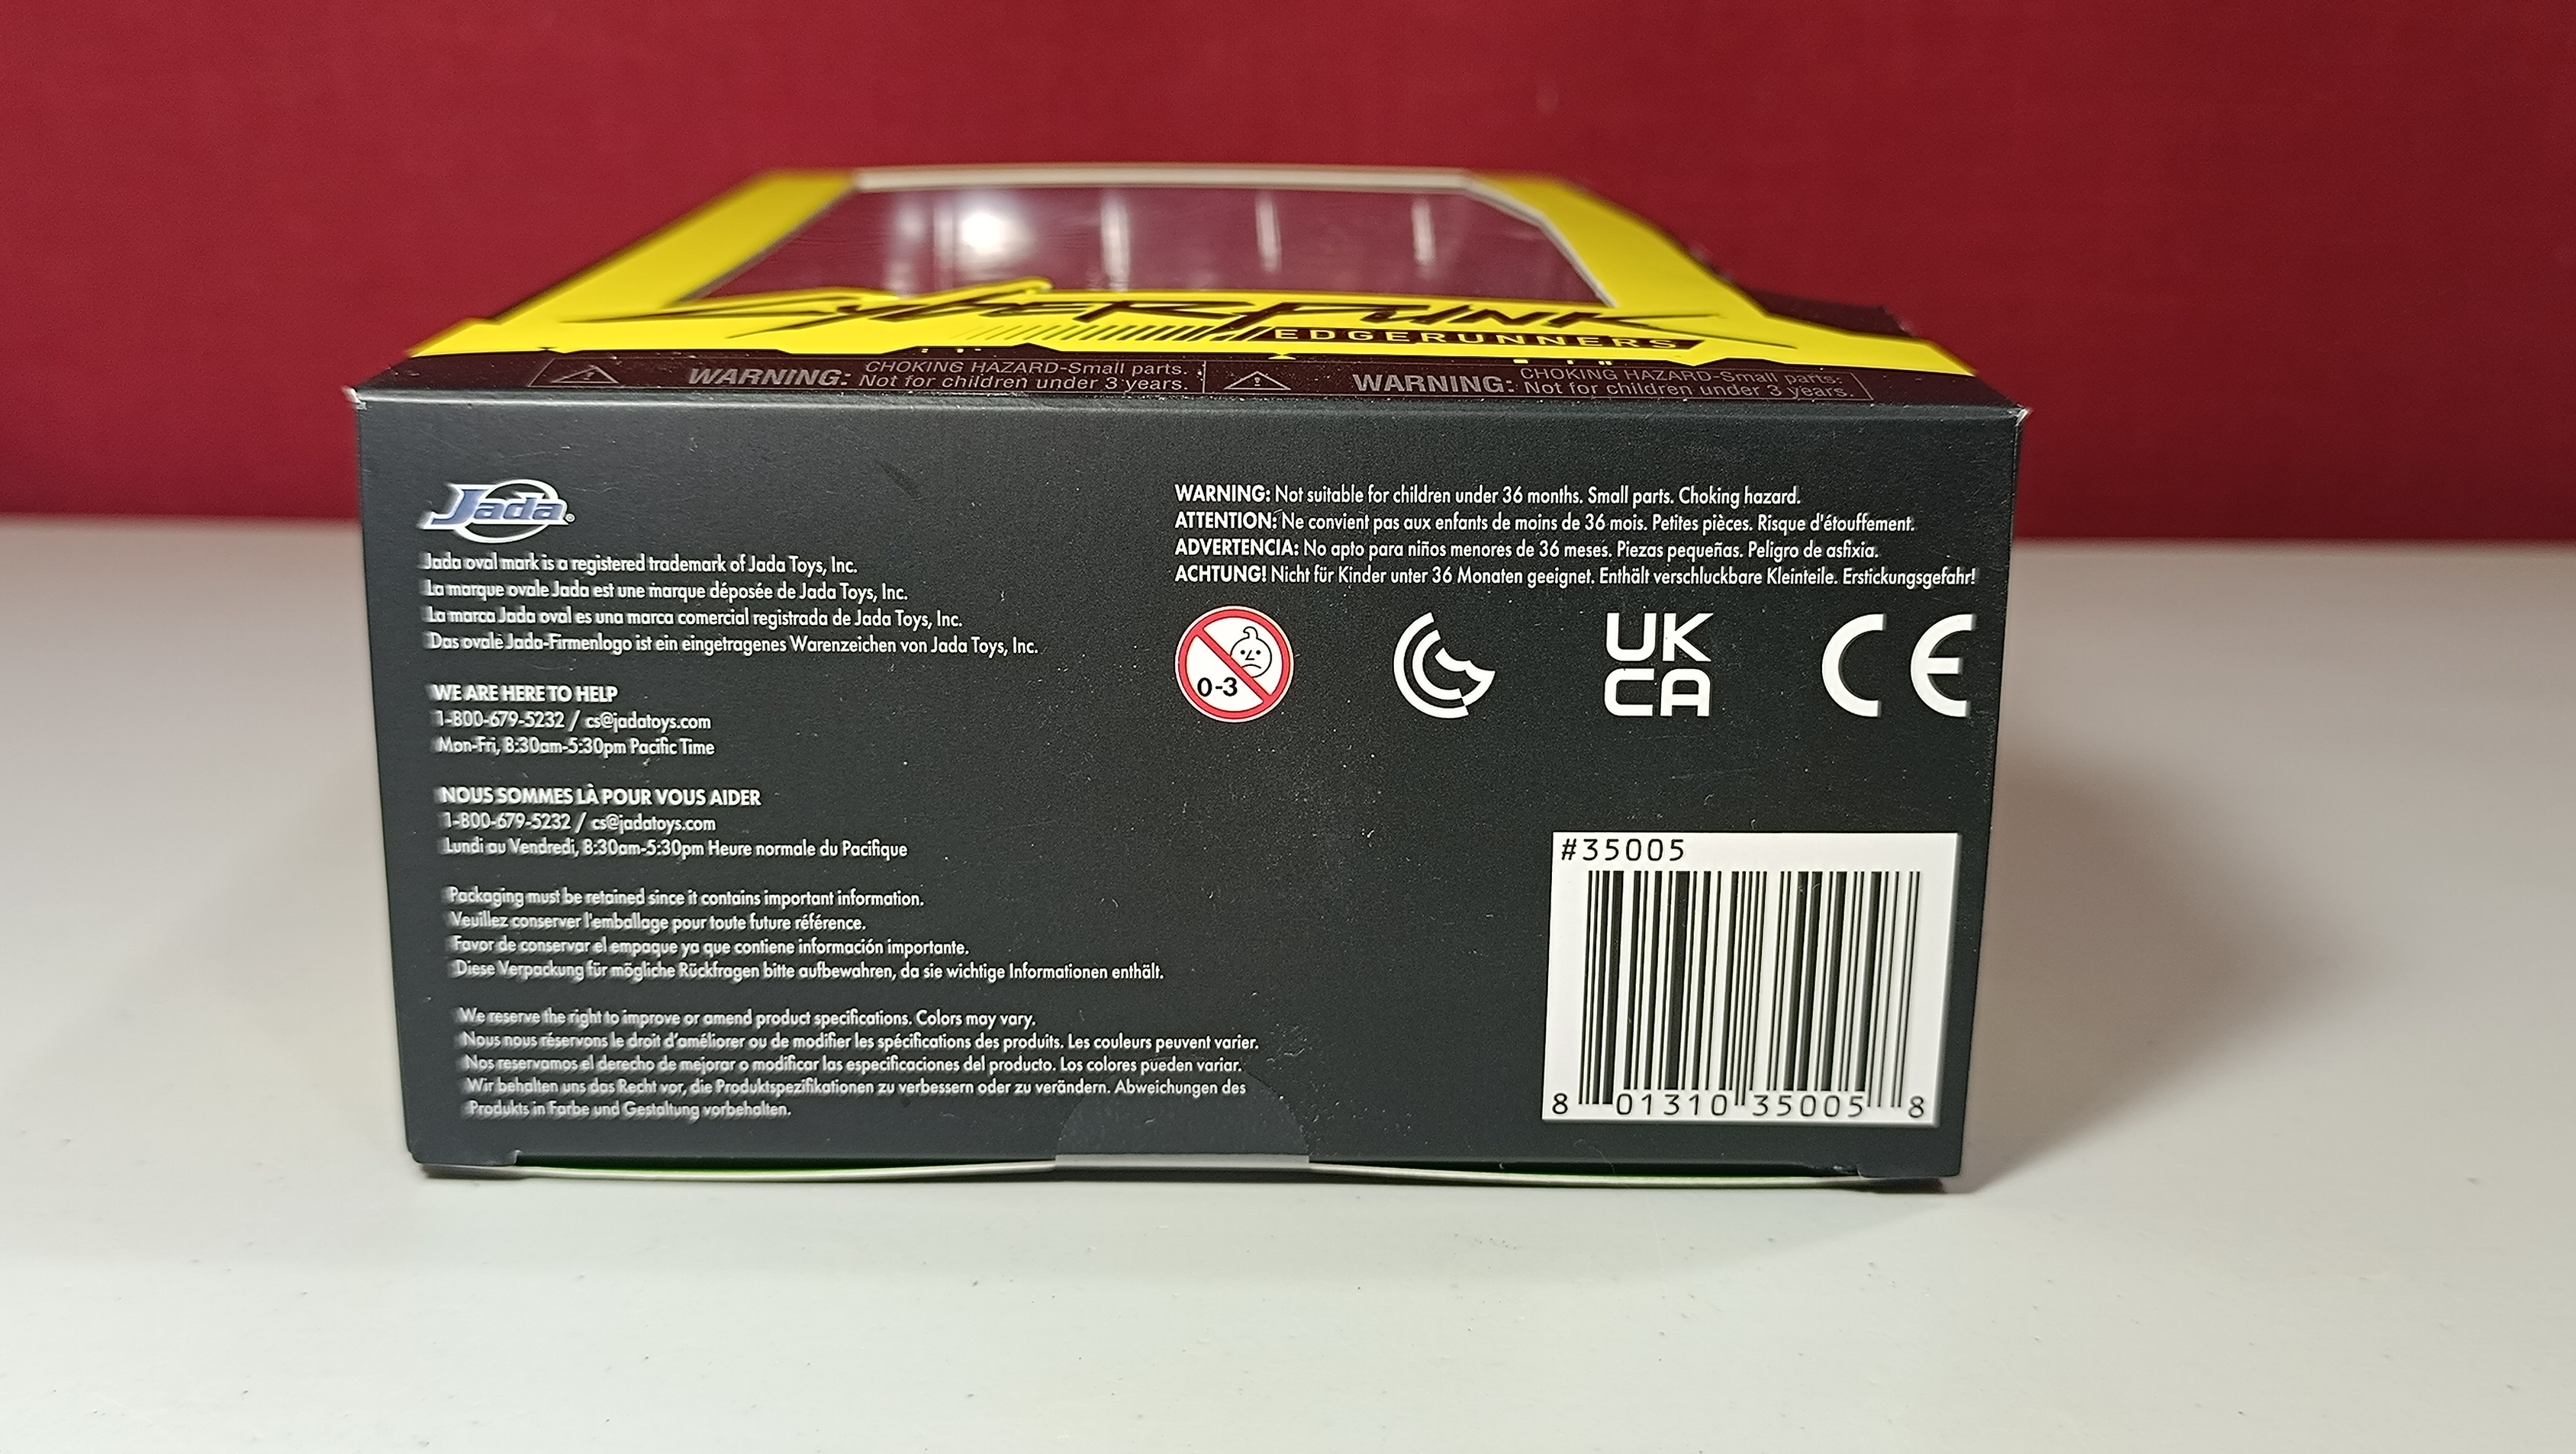 CYBERPUNK
EDGERUNNERS
WARNING: CHOKING HAZARD-Small parts.
Not for children under 3 years.
WARNING: CHOKING HAZARD-Small parts.
Not for children under 3 years.
Jada®
Jada oval mark is a registered trademark of Jada Toys, Inc.
La marque ovale Jada est une marque déposée de Jada Toys, Inc.
La marca Jada oval es una marca comercial registrada de Jada Toys, Inc.
Das ovale Jada-Firmenlogo ist ein eingetragenes Warenzeichen von Jada Toys, Inc.
WE ARE HERE TO HELP
1-800-679-5232 / cs@jadatoys.com
Mon-Fri, 8:30am-5:30pm Pacific Time
NOUS SOMMES LÀ POUR VOUS AIDER
1-800-679-5232 / cs@jadatoys.com
Lundi au Vendredi, 8:30am-5:30pm Heure normale du Pacifique
Packaging must be retained since it contains important information.
Veuillez conserver l'emballage pour toute future référence.
Favor de conservar el empaque ya que contiene información importante.
Diese Verpackung für mögliche Rückfragen bitte aufbewahren, da sie wichtige Informationen enthält.
We reserve the right to improve or amend product specifications. Colors may vary.
Nous nous réservons le droit d'améliorer ou de modifier les spécifications des produits. Les couleurs peuvent varier.
Nos reservamos el derecho de mejorar o modificar las especificaciones del producto. Los colores pueden variar.
Wir behalten uns das Recht vor, die Produktspezifikationen zu verbessern oder zu verändern. Abweichungen des
Produkts in Farbe und Gestaltung vorbehalten.
WARNING: Not suitable for children under 36 months. Small parts. Choking hazard.
ATTENTION: Ne convient pas aux enfants de moins de 36 mois. Petites pièces. Risque d'étouffement.
ADVERTENCIA: No apto para niños menores de 36 meses. Piezas pequeñas. Peligro de asfixia.
ACHTUNG! Nicht für Kinder unter 36 Monaten geeignet. Enthält verschluckbare Kleinteile. Erstickungsgefahr!
0-3
UK
CA
CE
#35005
8 01310 35005 8